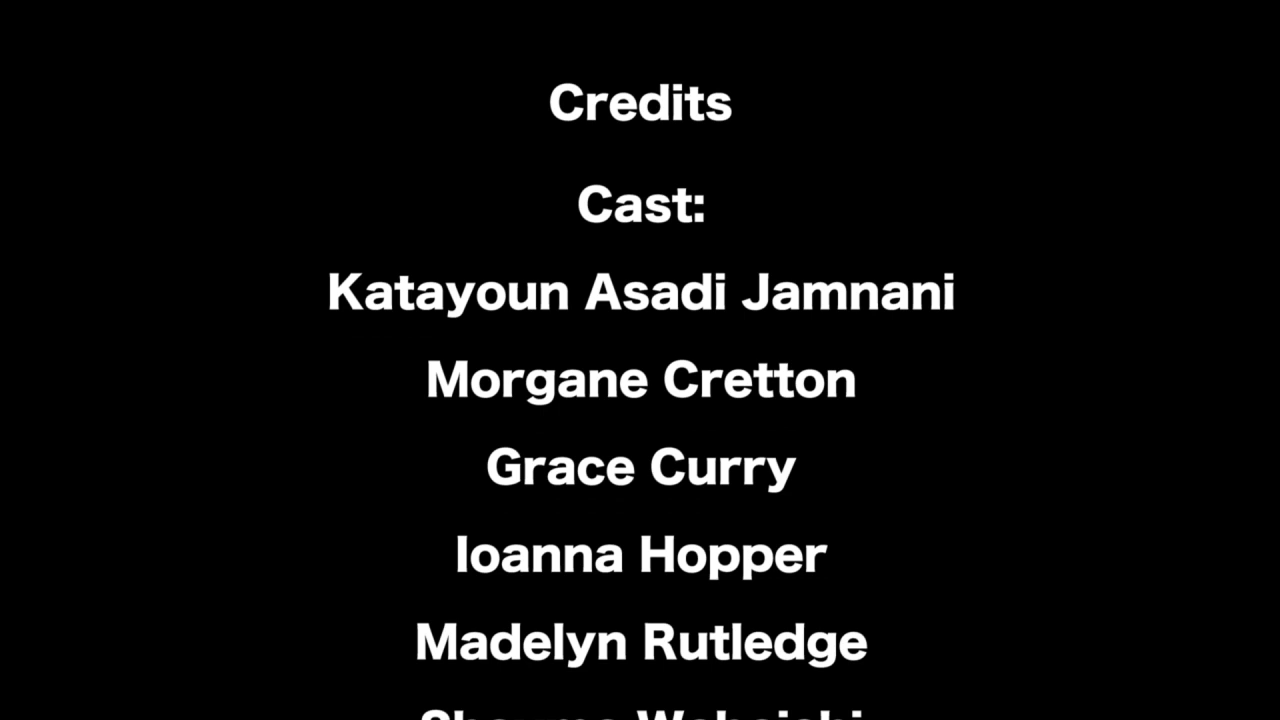 Credits
Cast:
Katayoun Asadi Jamnani
Morgane Cretton
Grace Curry
Ioanna Hopper
Madelyn Rutledge